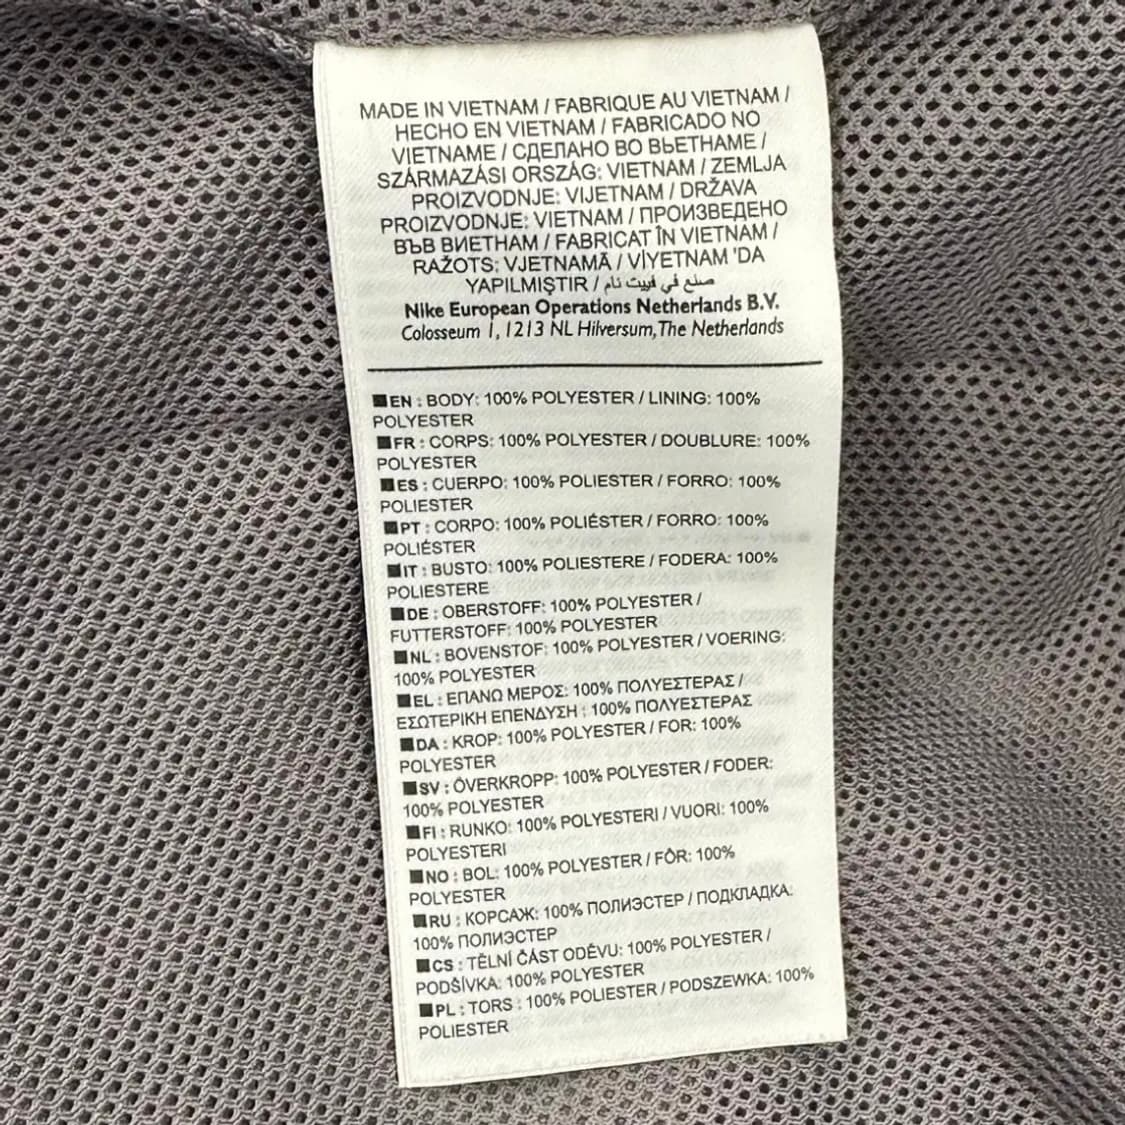 MADE IN VIETNAM / FABRIQUE AU VIETNAM /
HECHO EN VIETNAM / FABRICADO NO
VIETNAME / СДЕЛАНО ВО ВЬЕТНАМЕ /
SZÁRMAZÁSI ORSZÁG: VIETNAM / ZEMLJA
PROIZVODNJE: VIJETNAM / DRŽAVA
PROIZVODNJE: VIETNAM / ПРОИЗВЕДЕНО
ВЪВ ВИЕТНАМ / FABRICAT ÎN VIETNAM /
RAŽOTS: VJETNAMĀ / VİYETNAM 'DA
YAPILMIŞTIR / صنع في فييت نام
Nike European Operations Netherlands B.V.
Colosseum 1, 1213 NL Hilversum, The Netherlands
■EN : BODY: 100% POLYESTER / LINING: 100%
POLYESTER
■FR : CORPS: 100% POLYESTER / DOUBLURE: 100%
POLYESTER
■ES : CUERPO: 100% POLIESTER / FORRO: 100%
POLIESTER
■PT : CORPO: 100% POLIÉSTER / FORRO: 100%
POLIÉSTER
■IT : BUSTO: 100% POLIESTERE / FODERA: 100%
POLIESTERE
■DE : OBERSTOFF: 100% POLYESTER /
FUTTERSTOFF: 100% POLYESTER
■NL : BOVENSTOF: 100% POLYESTER / VOERING:
100% POLYESTER
■EL : ΕΠΑΝΩ ΜΕΡΟΣ: 100% ΠΟΛΥΕΣΤΕΡΑΣ /
ΕΣΩΤΕΡΙΚΗ ΕΠΕΝΔΥΣΗ : 100% ΠΟΛΥΕΣΤΕΡΑΣ
■DA : KROP: 100% POLYESTER / FOR: 100%
POLYESTER
■SV : ÖVERKROPP: 100% POLYESTER / FODER:
100% POLYESTER
■FI : RUNKO: 100% POLYESTERI / VUORI: 100%
POLYESTERI
■NO : BOL: 100% POLYESTER / FÔR: 100%
POLYESTER
■RU : КОРСАЖ: 100% ПОЛИЭСТЕР / ПОДКЛАДКА:
100% ПОЛИЭСТЕР
■CS : TĚLNÍ ČÁST ODĚVU: 100% POLYESTER /
PODŠÍVKA: 100% POLYESTER
■PL : TORS : 100% POLIESTER / PODSZEWKA: 100%
POLIESTER